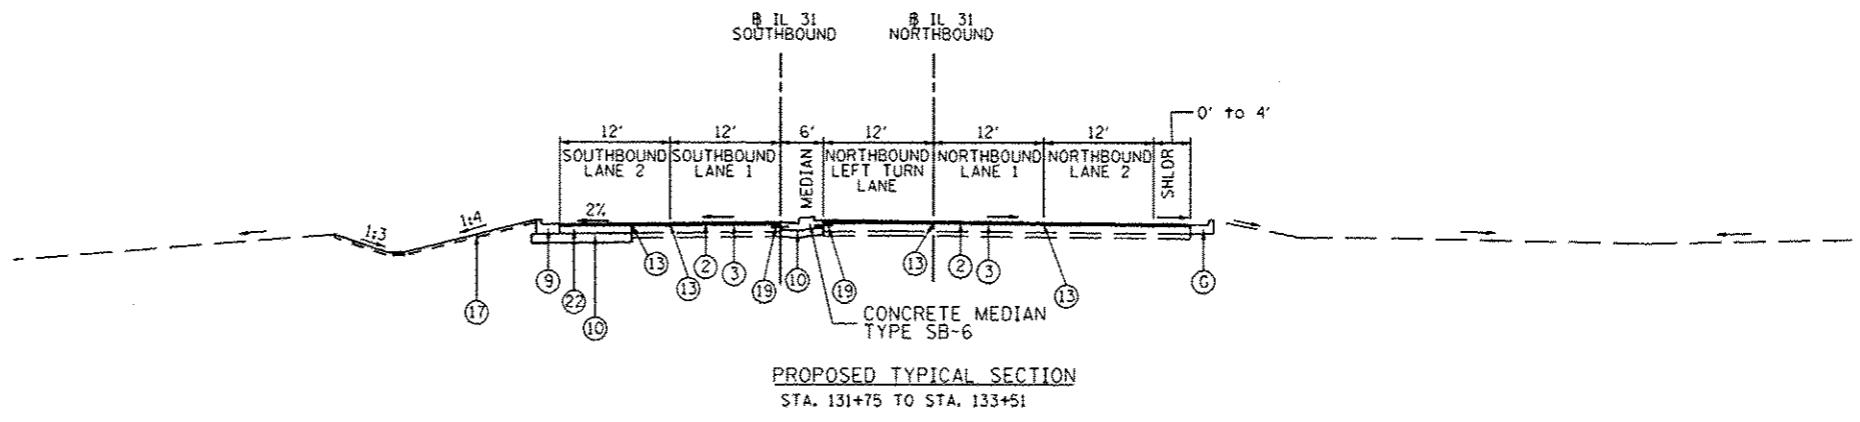 ℄ IL 31
SOUTHBOUND
℄ IL 31
NORTHBOUND
0' to 4'
12'
12'
6'
12'
12'
12'
SOUTHBOUND
LANE 2
SOUTHBOUND
LANE 1
MEDIAN
NORTHBOUND
LEFT TURN
LANE
NORTHBOUND
LANE 1
NORTHBOUND
LANE 2
SHLDR
1:3
1:4
2%
17
9
22
10
13
13
2
3
19
10
19
13
2
3
13
G
CONCRETE MEDIAN
TYPE SB-6
PROPOSED TYPICAL SECTION
STA. 131+75 TO STA. 133+51